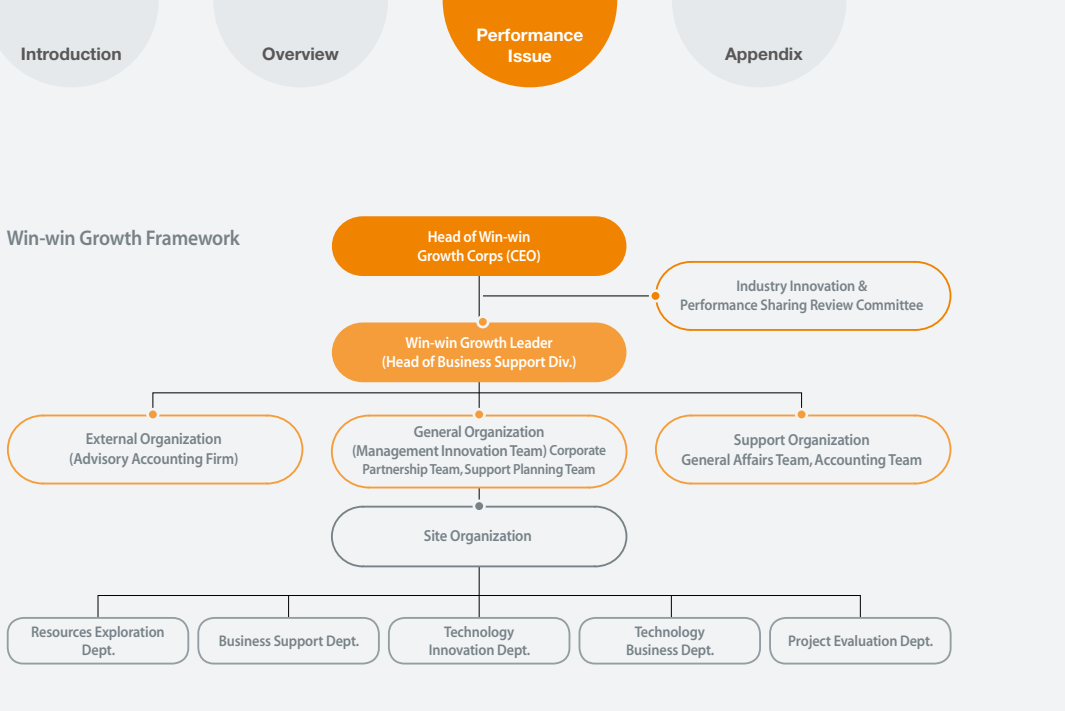 Introduction
Overview
Performance
Issue
Appendix
Win-win Growth Framework
Head of Win-win
Growth Corps (CEO)
Industry Innovation &
Performance Sharing Review Committee
Win-win Growth Leader
(Head of Business Support Div.)
External Organization
(Advisory Accounting Firm)
General Organization
(Management Innovation Team) Corporate
Partnership Team, Support Planning Team
Support Organization
General Affairs Team, Accounting Team
Site Organization
Resources Exploration
Dept.
Business Support Dept.
Technology
Innovation Dept.
Technology
Business Dept.
Project Evaluation Dept.